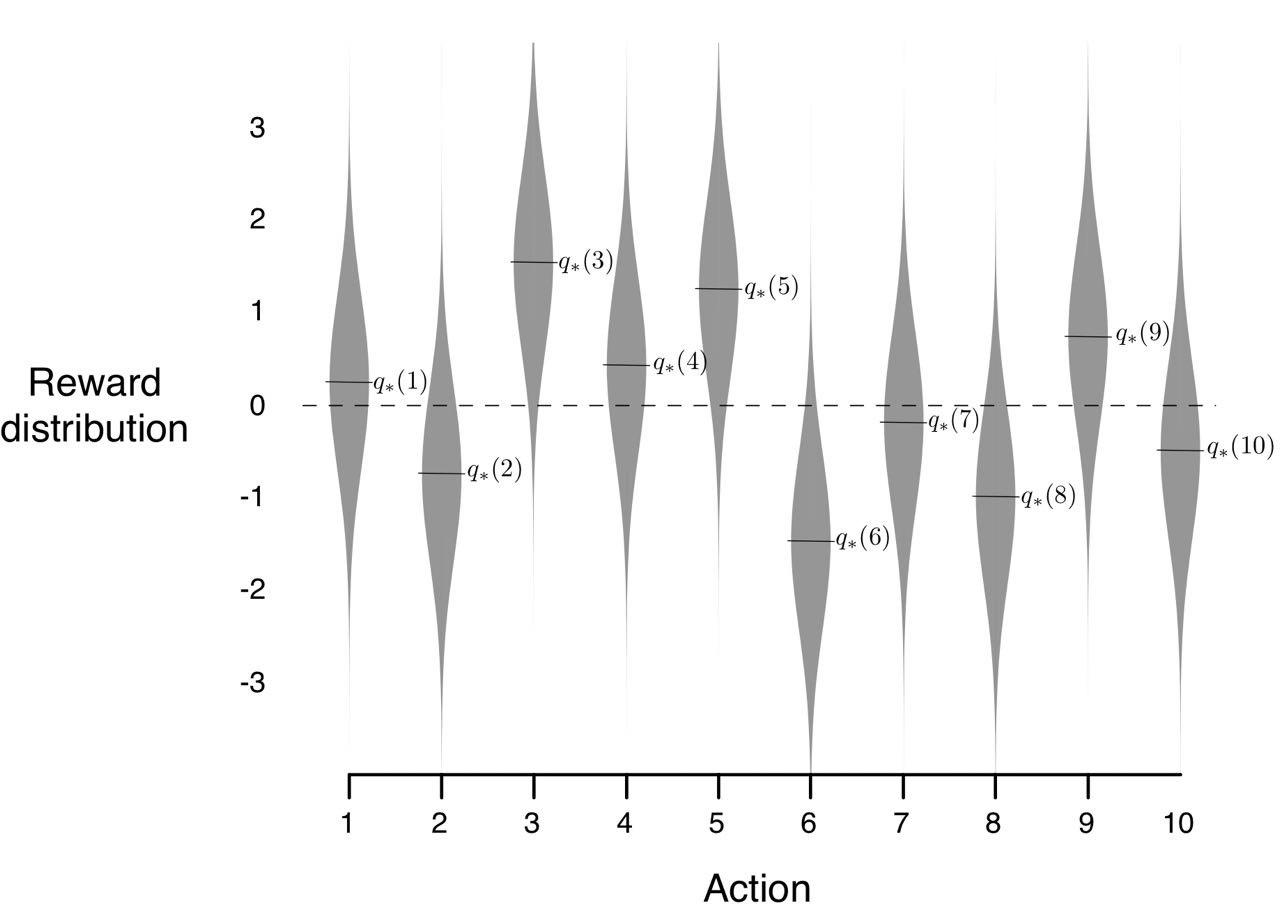 3
2
1
0
-1
-2
-3
Reward
distribution
q∗(1)
q∗(2)
q∗(3)
q∗(4)
q∗(5)
q∗(6)
q∗(7)
q∗(8)
q∗(9)
q∗(10)
1 2 3 4 5 6 7 8 9 10
Action